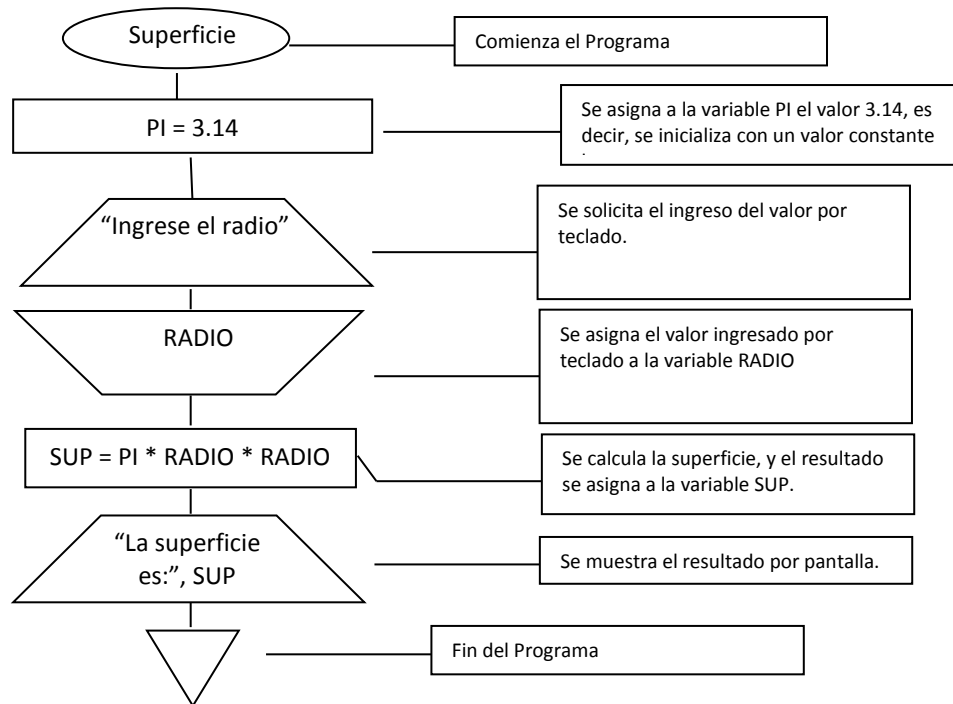 Superficie
Comienza el Programa
PI = 3.14
Se asigna a la variable PI el valor 3.14, es
decir, se inicializa con un valor constante
“Ingrese el radio”
Se solicita el ingreso del valor por
teclado.
RADIO
Se asigna el valor ingresado por
teclado a la variable RADIO
SUP = PI * RADIO * RADIO
Se calcula la superficie, y el resultado
se asigna a la variable SUP.
“La superficie
es:”, SUP
Se muestra el resultado por pantalla.
Fin del Programa